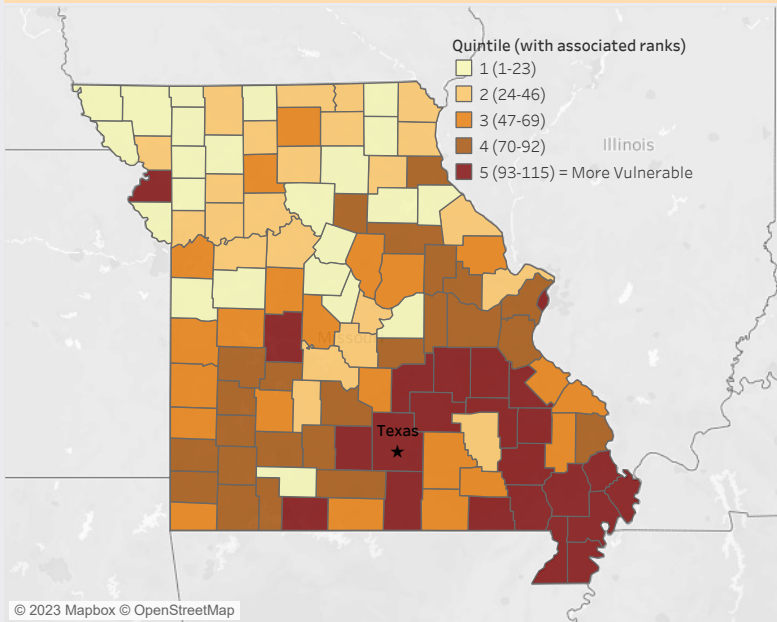 Quintile (with associated ranks)
1 (1-23)
2 (24-46)
3 (47-69)
4 (70-92)
5 (93-115) = More Vulnerable
Illinois
Missouri
Texas
© 2023 Mapbox © OpenStreetMap